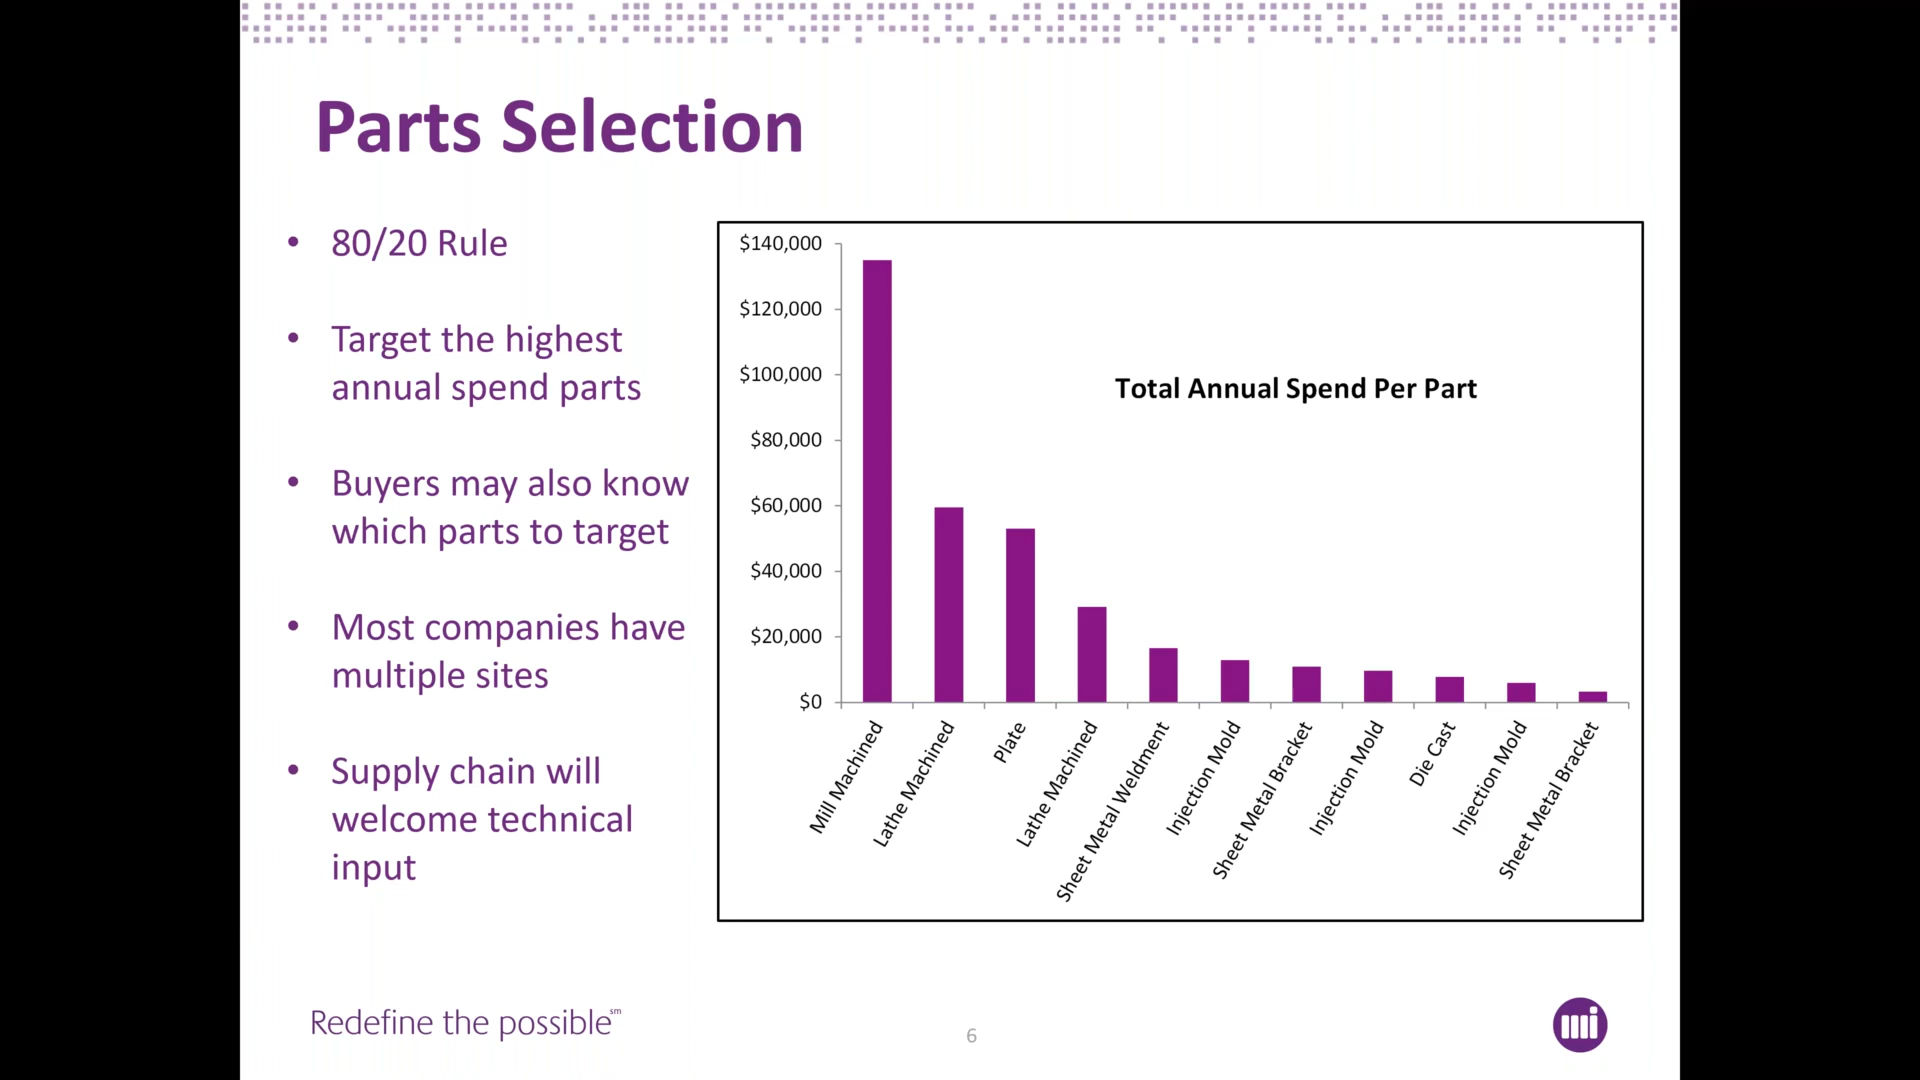 Parts Selection
• 80/20 Rule
• Target the highest
annual spend parts
• Buyers may also know
which parts to target
• Most companies have
multiple sites
• Supply chain will
welcome technical
input
$140,000
$120,000
$100,000
$80,000
$60,000
$40,000
$20,000
$0
Total Annual Spend Per Part
Mill Machined
Lathe Machined
Plate
Lathe Machined
Sheet Metal Weldment
Injection Mold
Sheet Metal Bracket
Injection Mold
Die Cast
Injection Mold
Sheet Metal Bracket
Redefine the possible℠
6